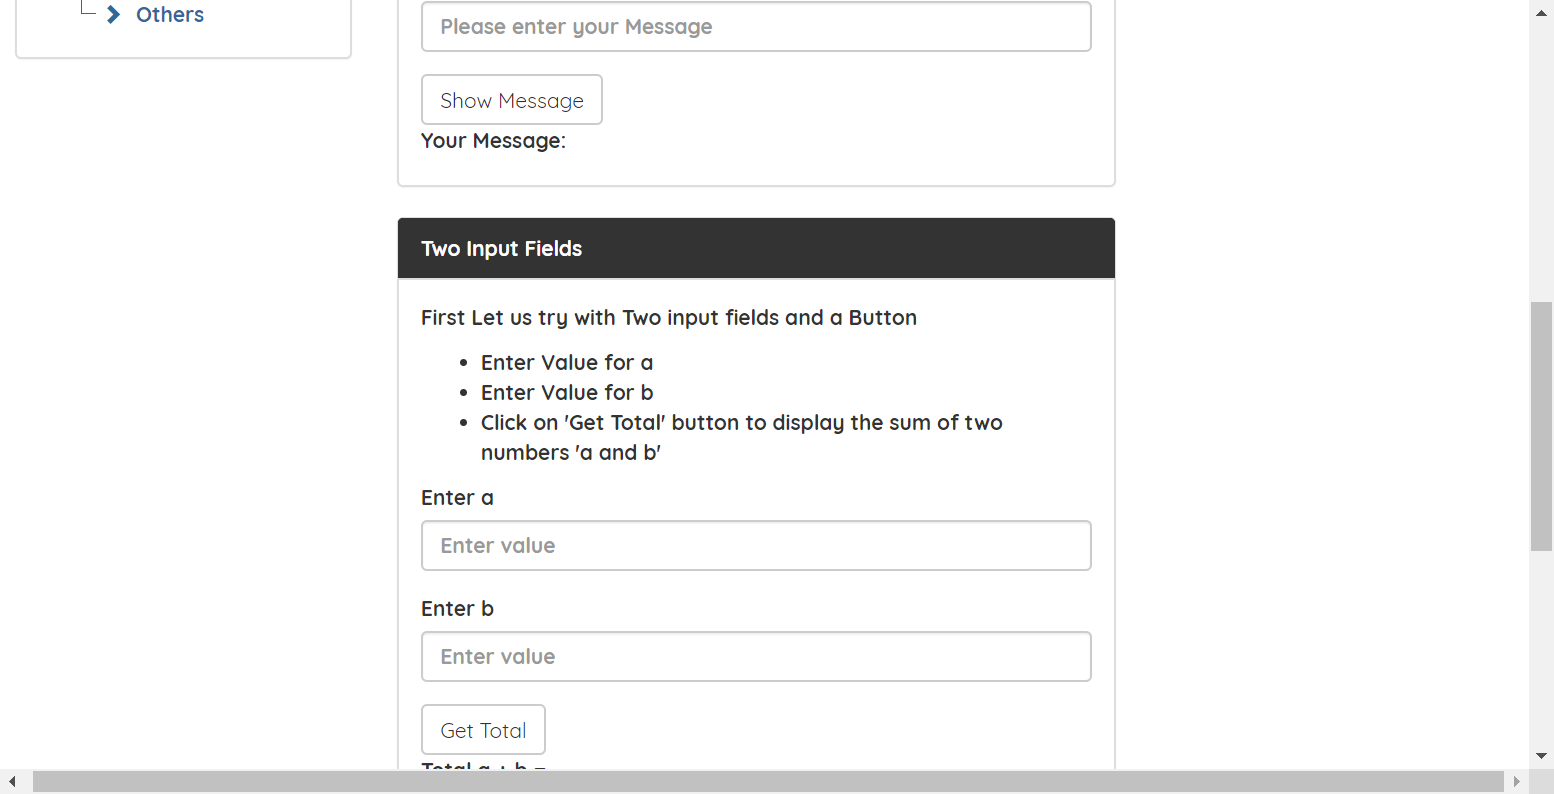 Others
Please enter your Message
Show Message
Your Message:
Two Input Fields
First Let us try with Two input fields and a Button
Enter Value for a
Enter Value for b
Click on 'Get Total' button to display the sum of two
numbers 'a and b'
Enter a
Enter value
Enter b
Enter value
Get Total
Total a + b =